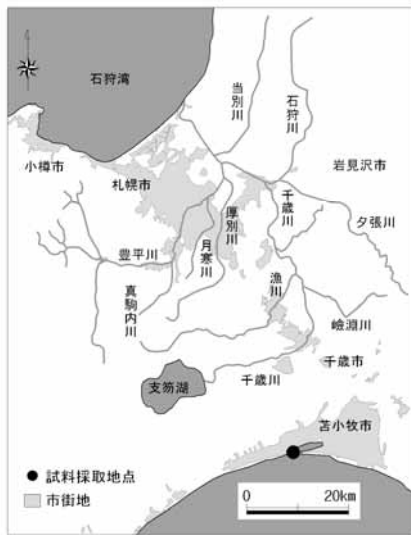 石狩湾
当別川
石狩川
小樽市
札幌市
岩見沢市
千歳川
夕張川
厚別川
月寒川
豊平川
真駒内川
漁川
嶮淵川
千歳市
支笏湖
千歳川
苫小牧市
試料採取地点
市街地
0 20km